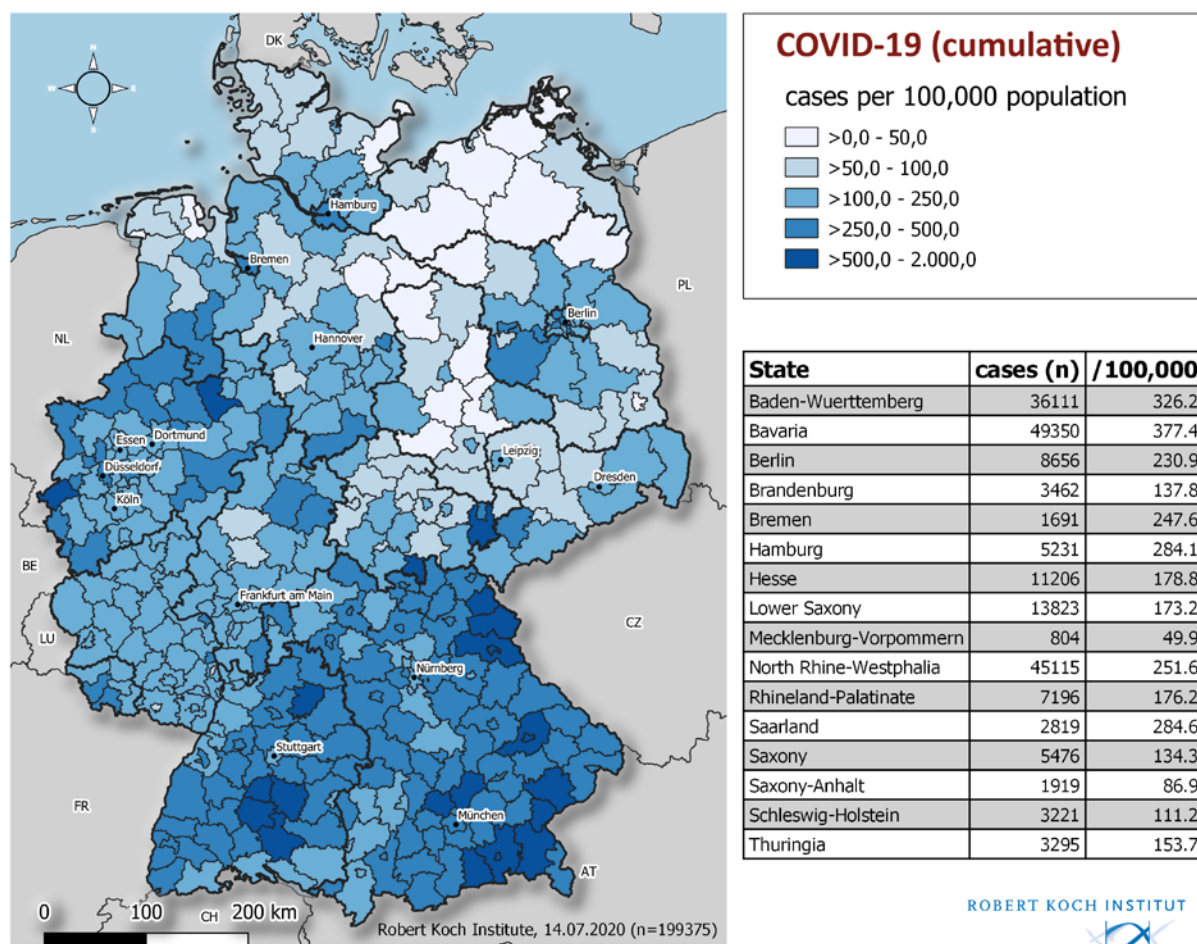 COVID-19 (cumulative)
cases per 100,000 population
>0,0 - 50,0
>50,0 - 100,0
>100,0 - 250,0
>250,0 - 500,0
>500,0 - 2.000,0
N
W
E
S
DK
PL
NL
BE
LU
CZ
FR
CH
AT
Hamburg
Bremen
Berlin
Hannover
Essen
Dortmund
Düsseldorf
Köln
Leipzig
Dresden
Frankfurt am Main
Nürnberg
Stuttgart
München
0 100 200 km
Robert Koch Institute, 14.07.2020 (n=199375)
State cases (n) /100,000
Baden-Wuerttemberg 36111 326.2
Bavaria 49350 377.4
Berlin 8656 230.9
Brandenburg 3462 137.8
Bremen 1691 247.6
Hamburg 5231 284.1
Hesse 11206 178.8
Lower Saxony 13823 173.2
Mecklenburg-Vorpommern 804 49.9
North Rhine-Westphalia 45115 251.6
Rhineland-Palatinate 7196 176.2
Saarland 2819 284.6
Saxony 5476 134.3
Saxony-Anhalt 1919 86.9
Schleswig-Holstein 3221 111.2
Thuringia 3295 153.7
ROBERT KOCH INSTITUT